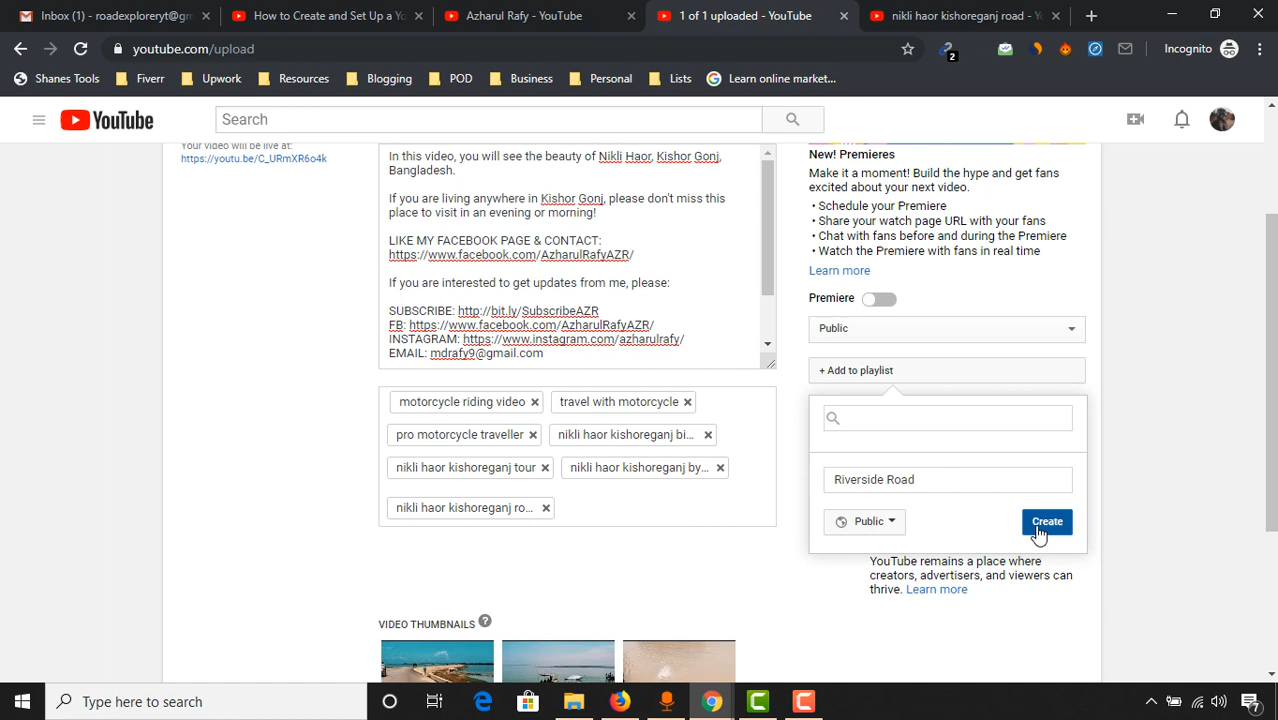 Inbox (1) - roadexploreryt@gr
How to Create and Set Up a Yo
Azharul Rafy - YouTube
1 of 1 uploaded - YouTube
nikli haor kishoreganj road - Yo
youtube.com/upload
2
Incognito
Shanes Tools
Fiverr
Upwork
Resources
Blogging
POD
Business
Personal
Lists
Learn online market...
YouTube
Search
Your video will be live at:
https://youtu.be/C_URmXR6o4k
In this video, you will see the beauty of Nikli Haor, Kishor Gonj,
Bangladesh.
If you are living anywhere in Kishor Gonj, please don't miss this
place to visit in an evening or morning!
LIKE MY FACEBOOK PAGE & CONTACT:
https://www.facebook.com/AzharulRafyAZR/
If you are interested to get updates from me, please:
SUBSCRIBE: http://bit.ly/SubscribeAZR
FB: https://www.facebook.com/AzharulRafyAZR/
INSTAGRAM: https://www.instagram.com/azharulrafy/
EMAIL: mdrafy9@gmail.com
motorcycle riding video
travel with motorcycle
pro motorcycle traveller
nikli haor kishoreganj bi...
nikli haor kishoreganj tour
nikli haor kishoreganj by...
nikli haor kishoreganj ro...
VIDEO THUMBNAILS ?
New! Premieres
Make it a moment! Build the hype and get fans
excited about your next video.
• Schedule your Premiere
• Share your watch page URL with your fans
• Chat with fans before and during the Premiere
• Watch the Premiere with fans in real time
Learn more
Premiere
Public
+ Add to playlist
Riverside Road
Public
Create
YouTube remains a place where
creators, advertisers, and viewers can
thrive. Learn more
Type here to search
7